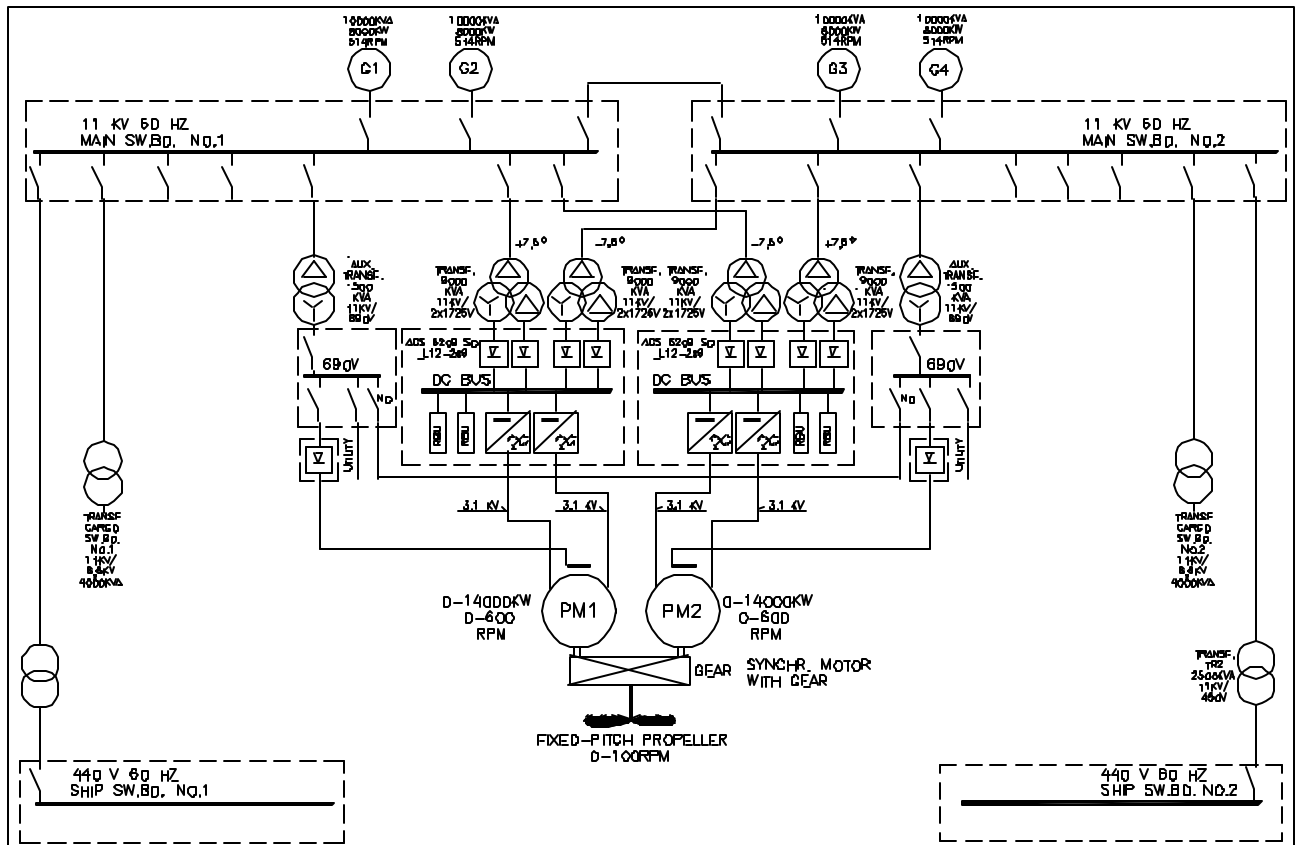 10000KVA
8000KW
514RPM
10000KVA
8000KW
514RPM
10000KVA
8000KW
514RPM
10000KVA
8000KW
514RPM
G1
G2
G3
G4
11 KV 60 HZ
MAIN SW.BD. NO.1
11 KV 60 HZ
MAIN SW.BD. NO.2
+7,5°
-7,5°
-7,5°
+7,5°
AUX
TRANSF.
KVA
11KV/
690V
TRANSF.
9000
KVA
11KV/
2x1725V
TRANSF.
9000
KVA
11KV/
2x1725V
TRANSF.
9000
KVA
11KV/
2x1725V
TRANSF.
9000
KVA
11KV/
2x1725V
AUX
TRANSF.
KVA
11KV/
690V
690V
NO
DC BUS
DC BUS
690V
NO
REBU
REBU
REBU
REBU
UTILITY
UTILITY
3.1 KV
3.1 KV
3.1 KV
3.1 KV
TRANSF
CARGO
SW.BD.
NO.1
11KV/
6.6KV
4000KVA
TRANSF
CARGO
SW.BD.
NO.2
11KV/
6.6KV
4000KVA
0-14000KW
0-600
RPM
PM1
PM2
0-14000KW
0-600
RPM
GEAR
SYNCHR. MOTOR
WITH GEAR
FIXED-PITCH PROPELLER
0-100RPM
TRANSF.
TR2
2500KVA
11KV/
450V
440 V 60 HZ
SHIP SW.BD. NO.1
440 V 60 HZ
SHIP SW.BD. NO.2